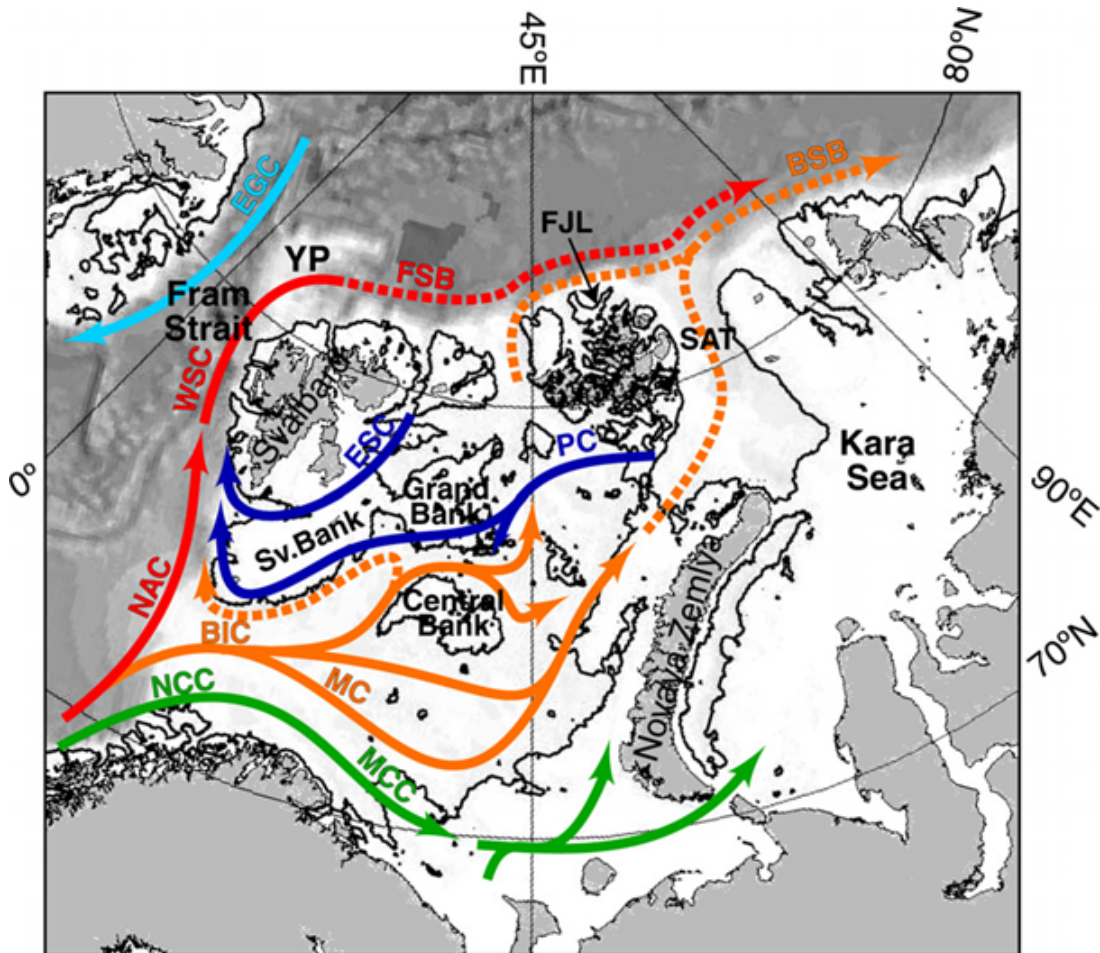 45°E
80°N
EGC
BSB
FJL
YP
FSB
Fram
Strait
SAT
WSC
Svalbard
ESC
PC
Kara
Sea
0°
Grand
Bank
90°E
Sv.Bank
NAC
Central
Bank
BIC
Novaya Zemlya
70°N
NCC
MC
MCC